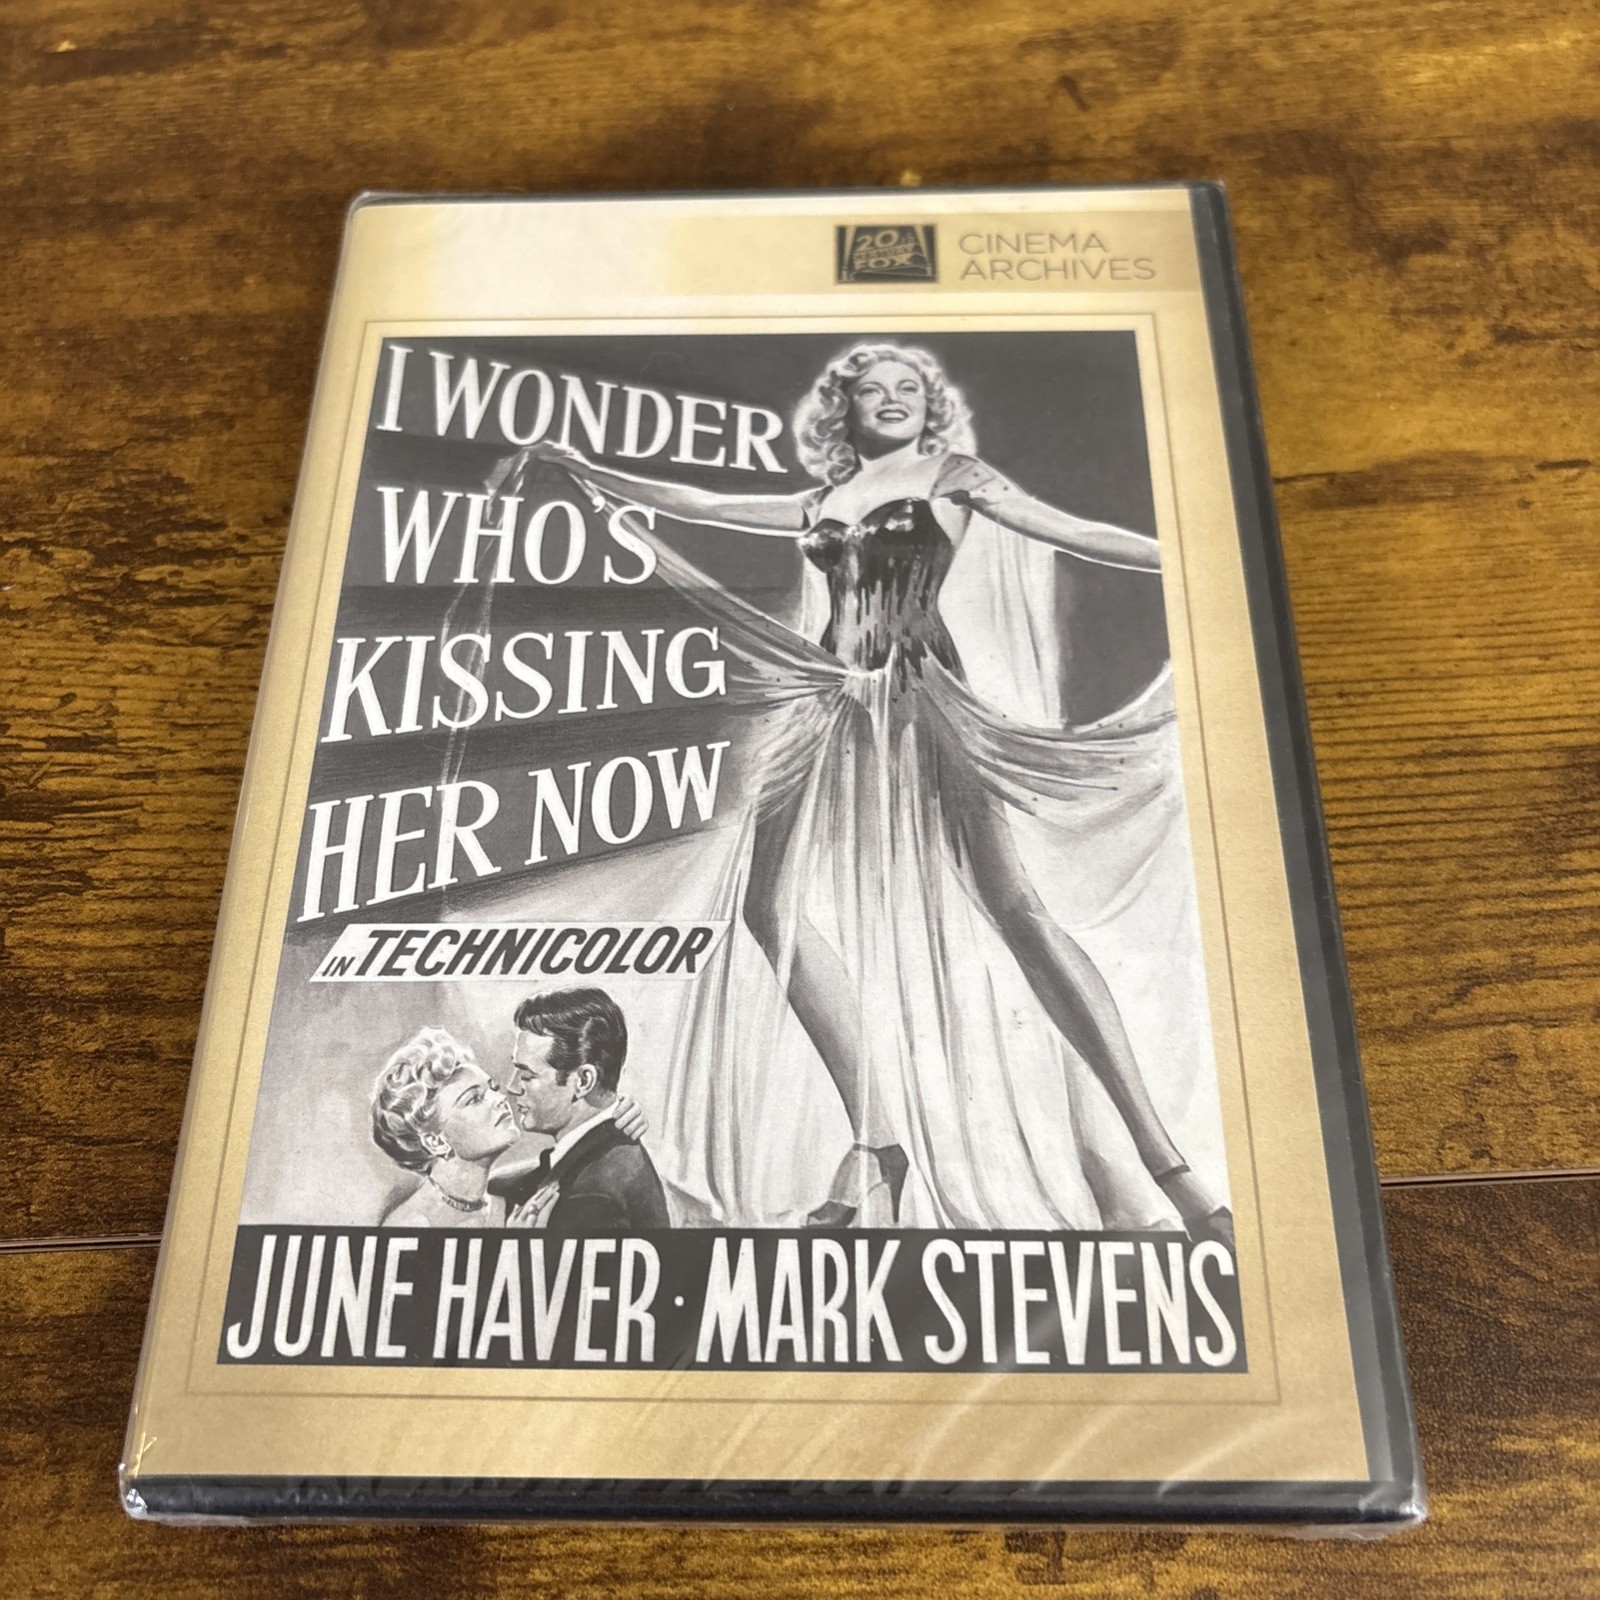 20th
CENTURY
FOX
CINEMA
ARCHIVES
I WONDER
WHO'S
KISSING
HER NOW
IN TECHNICOLOR
JUNE HAVER · MARK STEVENS